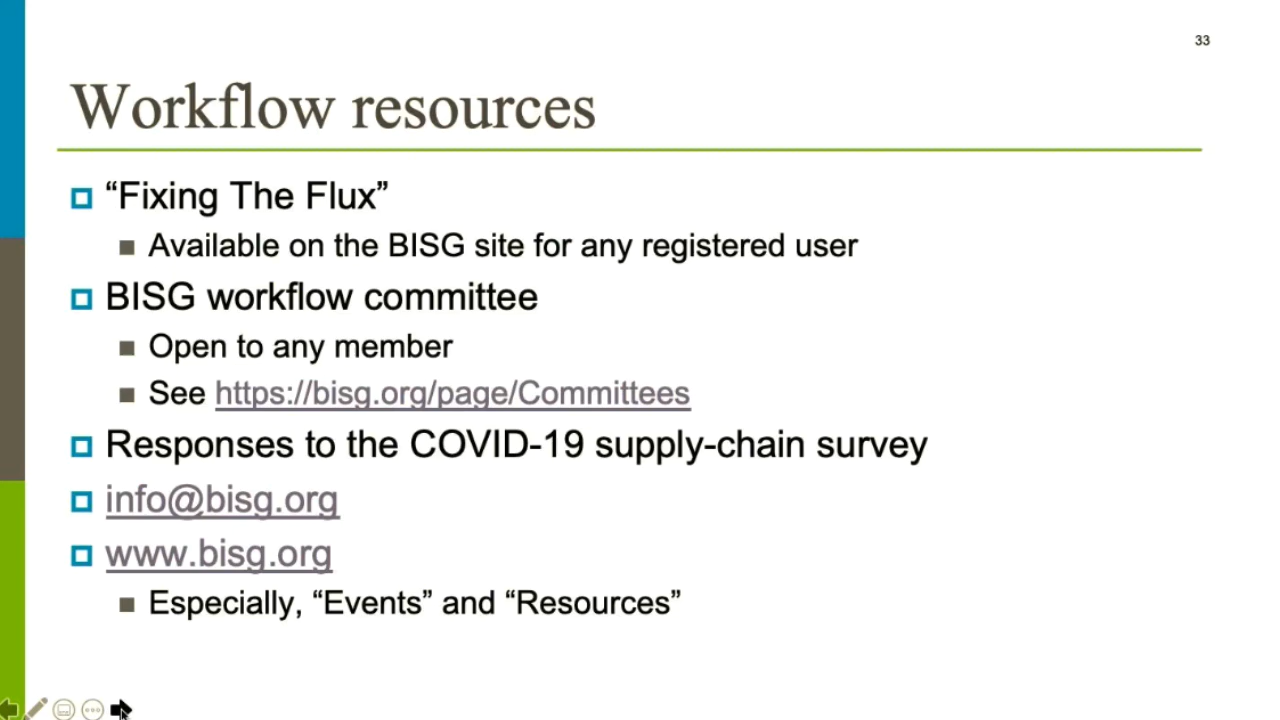 33
Workflow resources
“Fixing The Flux”
Available on the BISG site for any registered user
BISG workflow committee
Open to any member
See https://bisg.org/page/Committees
Responses to the COVID-19 supply-chain survey
info@bisg.org
www.bisg.org
Especially, “Events” and “Resources”